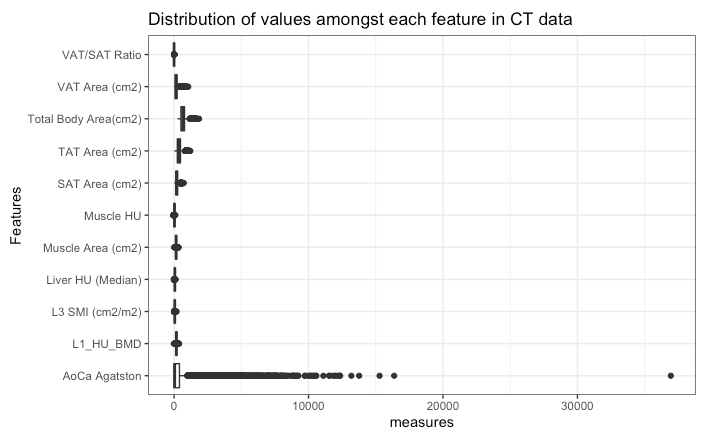 Distribution of values amongst each feature in CT data
VAT/SAT Ratio
VAT Area (cm2)
Total Body Area(cm2)
TAT Area (cm2)
SAT Area (cm2)
Muscle HU
Muscle Area (cm2)
Liver HU (Median)
L3 SMI (cm2/m2)
L1_HU_BMD
AoCa Agatston
Features
0 10000 20000 30000
measures